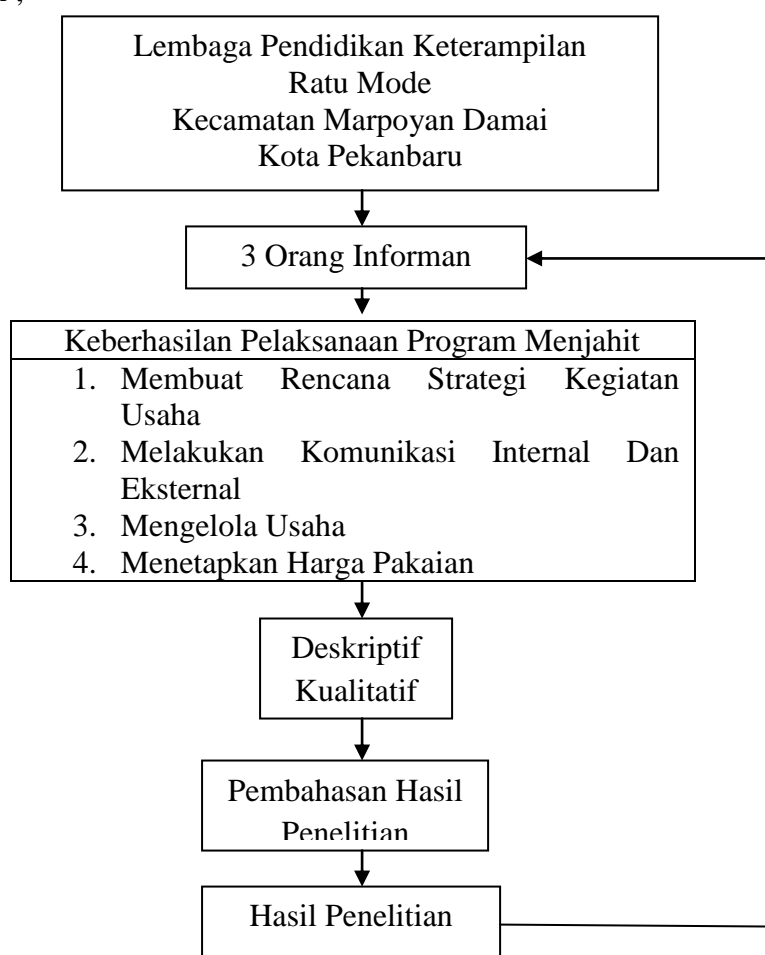 Lembaga Pendidikan Keterampilan
Ratu Mode
Kecamatan Marpoyan Damai
Kota Pekanbaru
3 Orang Informan
Keberhasilan Pelaksanaan Program Menjahit
1. Membuat Rencana Strategi Kegiatan
Usaha
2. Melakukan Komunikasi Internal Dan
Eksternal
3. Mengelola Usaha
4. Menetapkan Harga Pakaian
Deskriptif
Kualitatif
Pembahasan Hasil
Penelitian
Hasil Penelitian